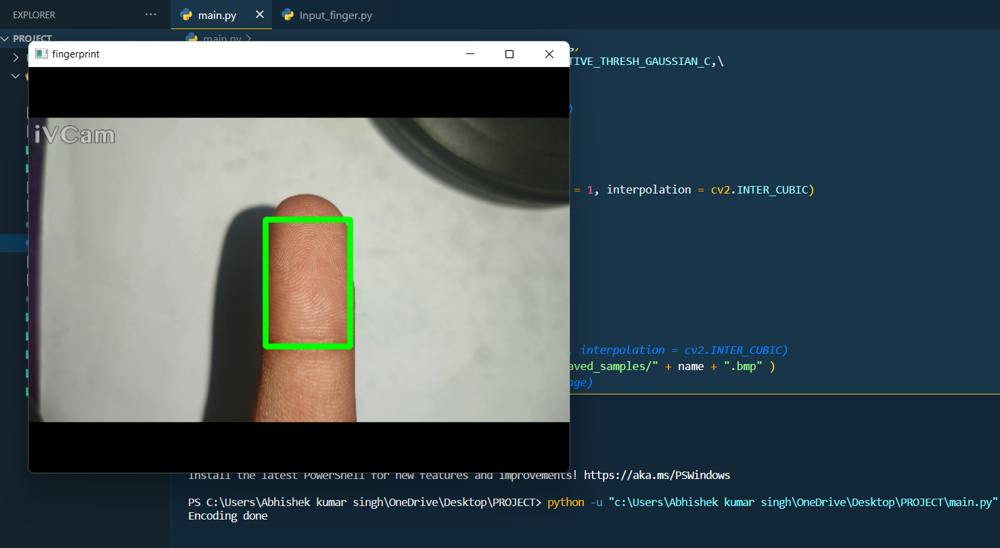 EXPLORER ... main.py Input_finger.py
PROJECT main.py
fingerprint
TIVE_THRESH_GAUSSIAN_C,\
)
iVCam
= 1, interpolation = cv2.INTER_CUBIC)
, interpolation = cv2.INTER_CUBIC)
aved_samples/" + name + ".bmp" )
age)
Install the latest PowerShell for new features and improvements! https://aka.ms/PSWindows
PS C:\Users\Abhishek kumar singh\OneDrive\Desktop\PROJECT> python -u "c:\Users\Abhishek kumar singh\OneDrive\Desktop\PROJECT\main.py"
Encoding done